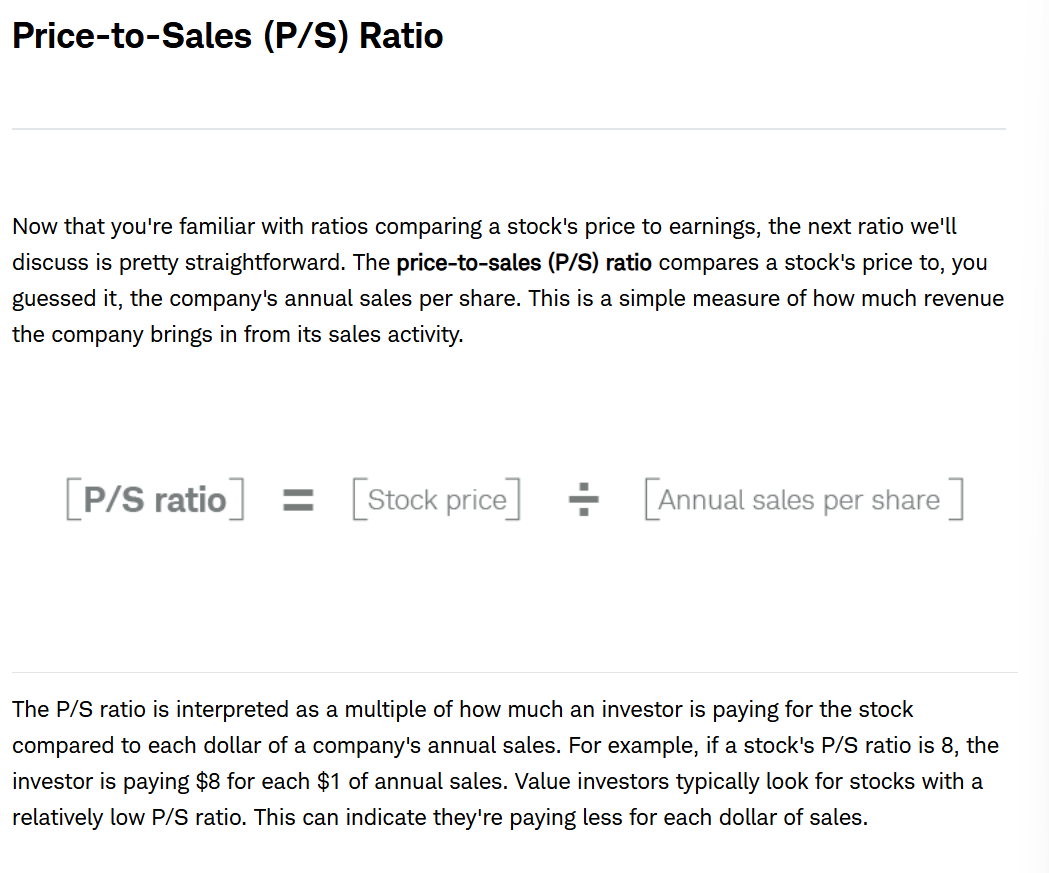 Price-to-Sales (P/S) Ratio
Now that you're familiar with ratios comparing a stock's price to earnings, the next ratio we'll
discuss is pretty straightforward. The price-to-sales (P/S) ratio compares a stock's price to, you
guessed it, the company's annual sales per share. This is a simple measure of how much revenue
the company brings in from its sales activity.
[P/S ratio] = [Stock price] ÷ [Annual sales per share]
The P/S ratio is interpreted as a multiple of how much an investor is paying for the stock
compared to each dollar of a company's annual sales. For example, if a stock's P/S ratio is 8, the
investor is paying $8 for each $1 of annual sales. Value investors typically look for stocks with a
relatively low P/S ratio. This can indicate they're paying less for each dollar of sales.